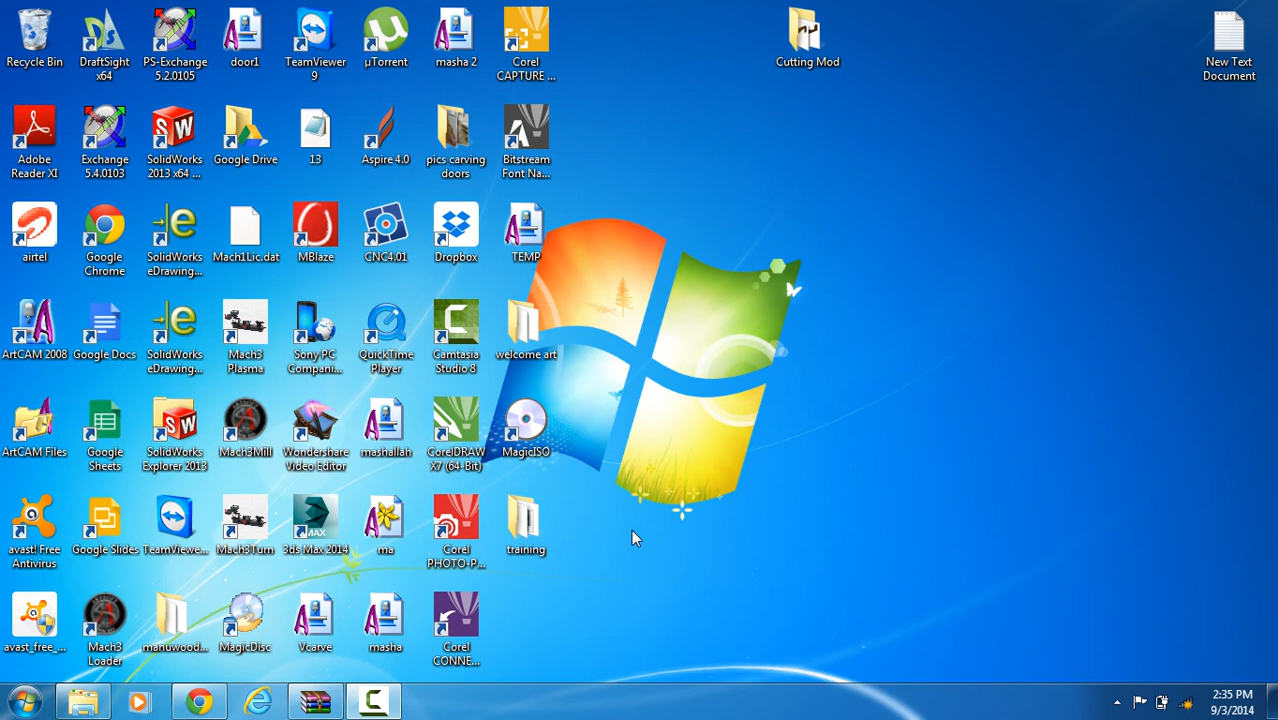 Recycle Bin
DraftSight
x64
PS-Exchange
5.2.0105
door1
TeamViewer
9
µTorrent
masha 2
Corel
CAPTURE ...
Cutting Mod
New Text
Document
Adobe
Reader XI
Exchange
5.4.0103
SolidWorks
2013 x64 ...
Google Drive
13
Aspire 4.0
pics carving
doors
Bitstream
Font Na...
airtel
Google
Chrome
SolidWorks
eDrawing...
Mach1Lic.dat
MBlaze
CNC4.01
Dropbox
TEMP
ArtCAM 2008
Google Docs
SolidWorks
eDrawing...
Mach3
Plasma
Sony PC
Compani...
QuickTime
Player
Camtasia
Studio 8
welcome art
ArtCAM Files
Google
Sheets
SolidWorks
Explorer 2013
Mach3Mill
Wondershare
Video Editor
mashallah
CorelDRAW
X7 (64-Bit)
MagicISO
avast! Free
Antivirus
Google Slides
TeamViewe...
Mach3Turn
3ds Max 2014
ma
Corel
PHOTO-P...
training
avast_free_...
Mach3
Loader
manuwood...
MagicDisc
Vcarve
masha
Corel
CONNE...
2:35 PM
9/3/2014